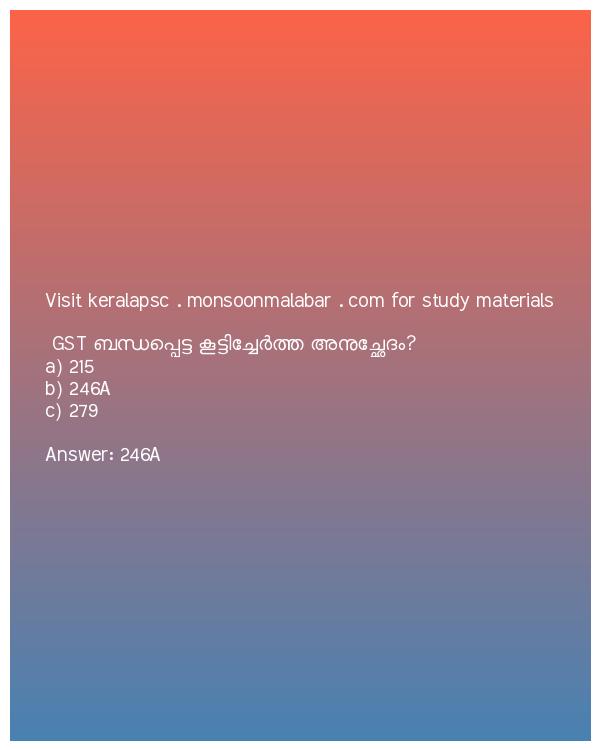 Visit keralapsc . monsoonmalabar . com for study materials
GST ബന്ധപ്പെട്ട കൂട്ടിച്ചേർത്ത അനുച്ഛേദം?
a) 215
b) 246A
c) 279
Answer: 246A